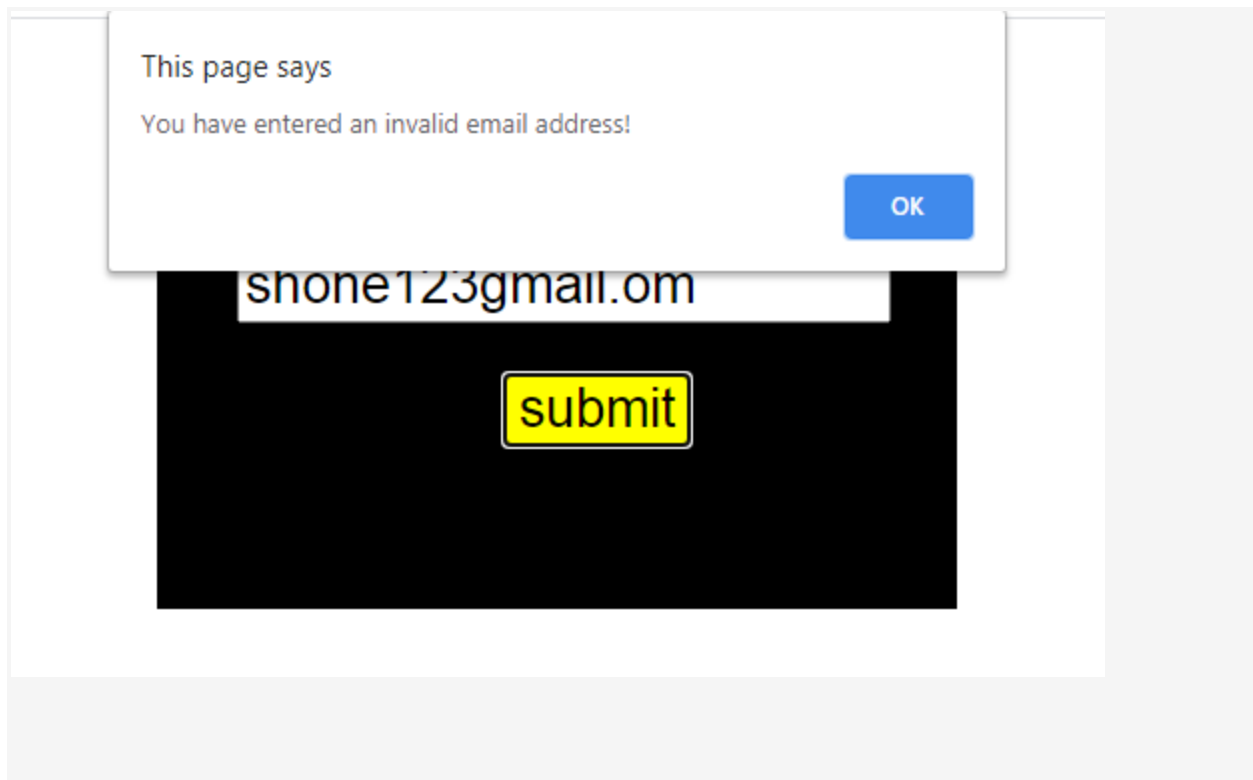 This page says
You have entered an invalid email address!
OK
shone123gmail.om
submit